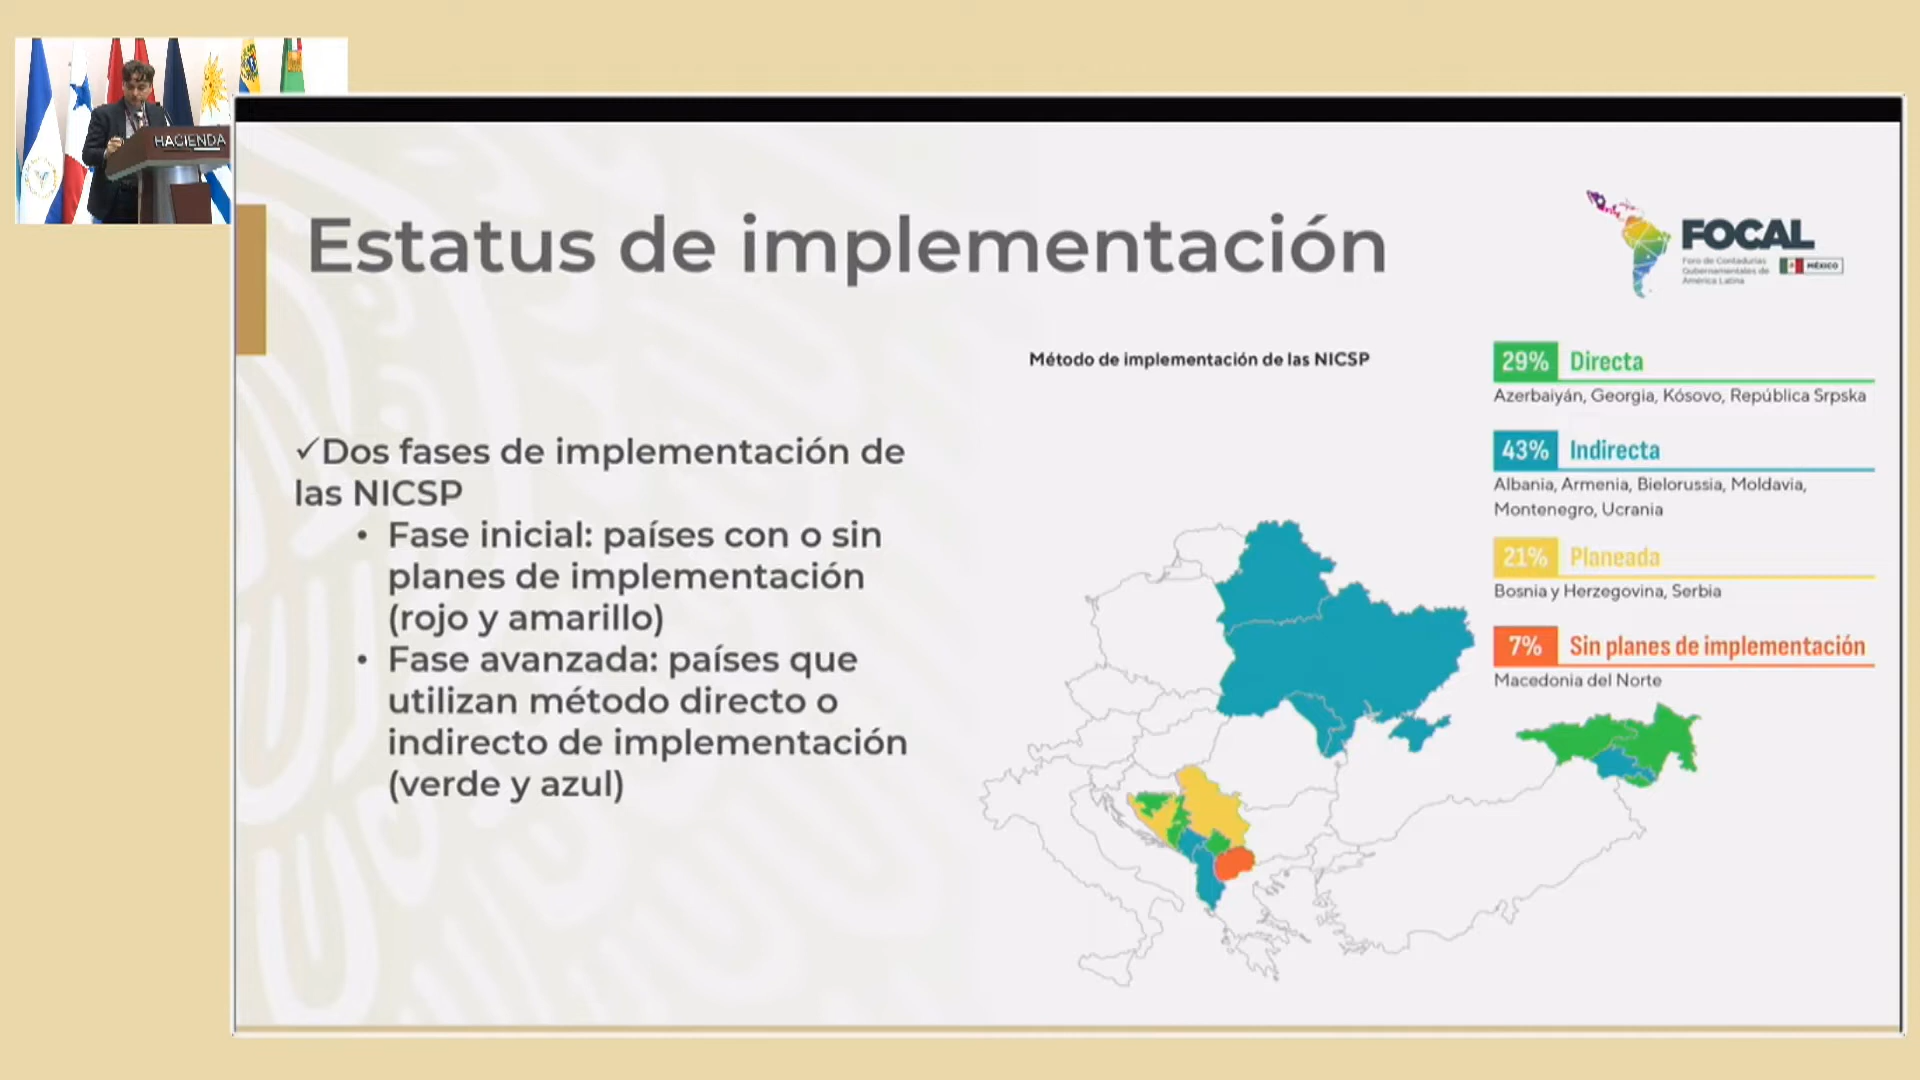 HACIENDA
Estatus de implementación
FOCAL
Foro de Contadurías
Gubernamentales de
América Latina
MÉXICO
Método de implementación de las NICSP
✓Dos fases de implementación de
las NICSP
• Fase inicial: países con o sin
planes de implementación
(rojo y amarillo)
• Fase avanzada: países que
utilizan método directo o
indirecto de implementación
(verde y azul)
29% Directa
Azerbaiyán, Georgia, Kósovo, República Srpska
43% Indirecta
Albania, Armenia, Bielorussia, Moldavia,
Montenegro, Ucrania
21% Planeada
Bosnia y Herzegovina, Serbia
7% Sin planes de implementación
Macedonia del Norte